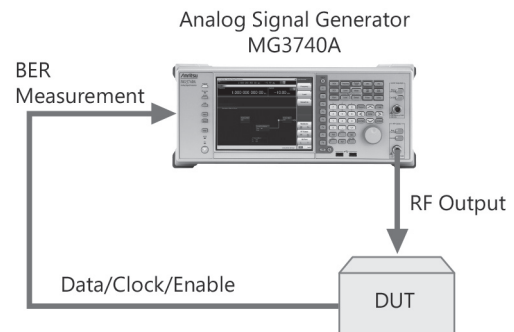 Analog Signal Generator
MG3740A
BER
Measurement
RF Output
Data/Clock/Enable
DUT